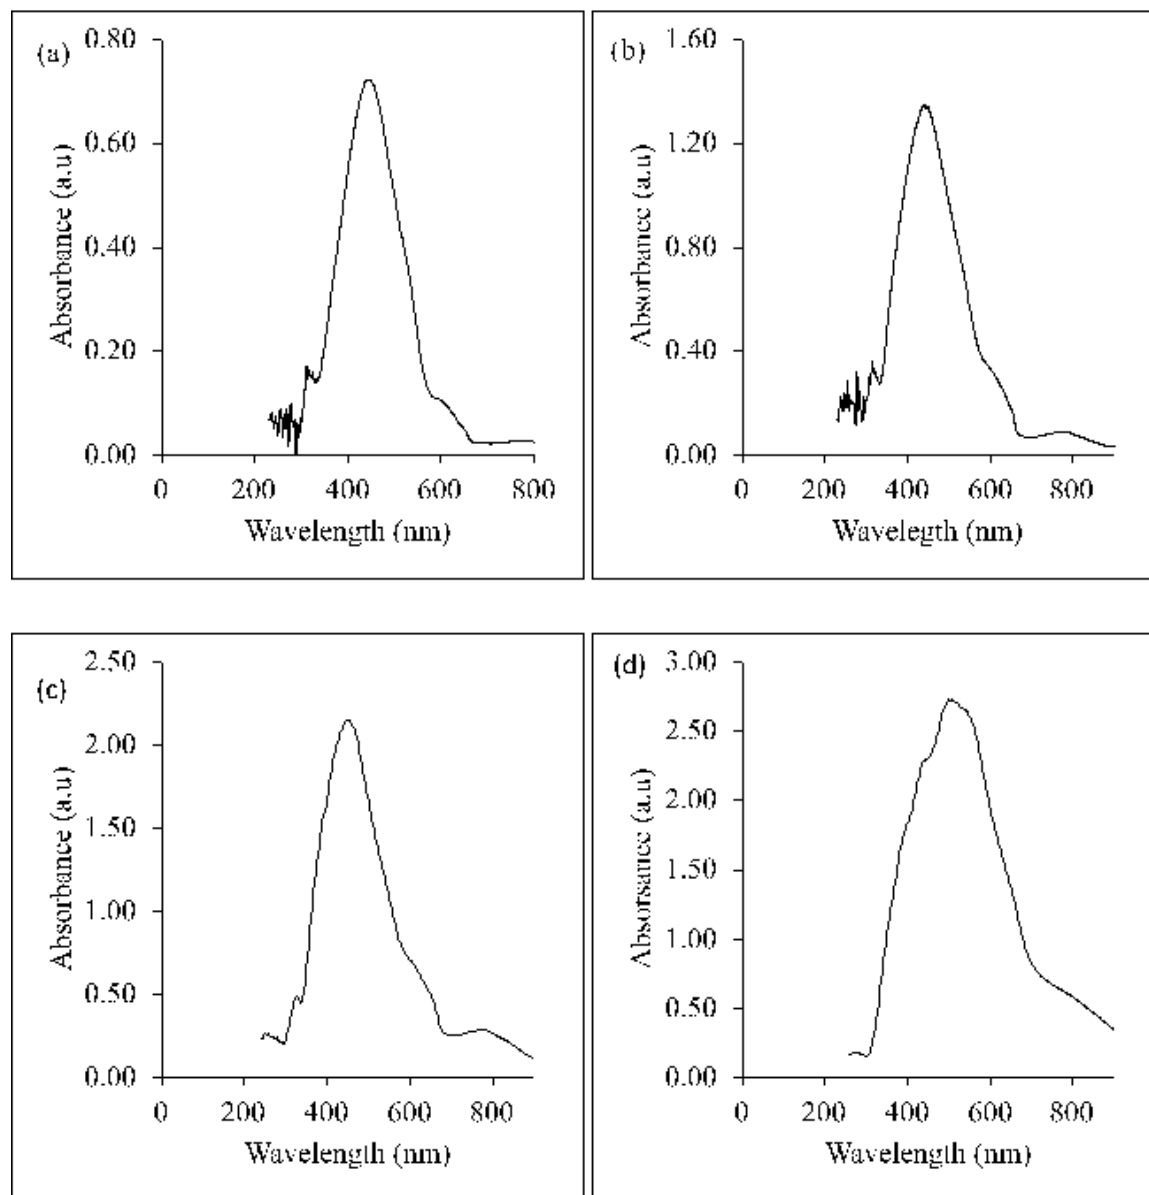 (a)
0.80
0.60
0.40
0.20
0.00
0 200 400 600 800
Absorbance (a.u)
Wavelength (nm)
(b)
1.60
1.20
0.80
0.40
0.00
0 200 400 600 800
Absorbance (a.u)
Wavelegth (nm)
(c)
2.50
2.00
1.50
1.00
0.50
0.00
0 200 400 600 800
Absorbance (a.u)
Wavelength (nm)
(d)
3.00
2.50
2.00
1.50
1.00
0.50
0.00
0 200 400 600 800
Absorsance (a.u)
Wavelength (nm)